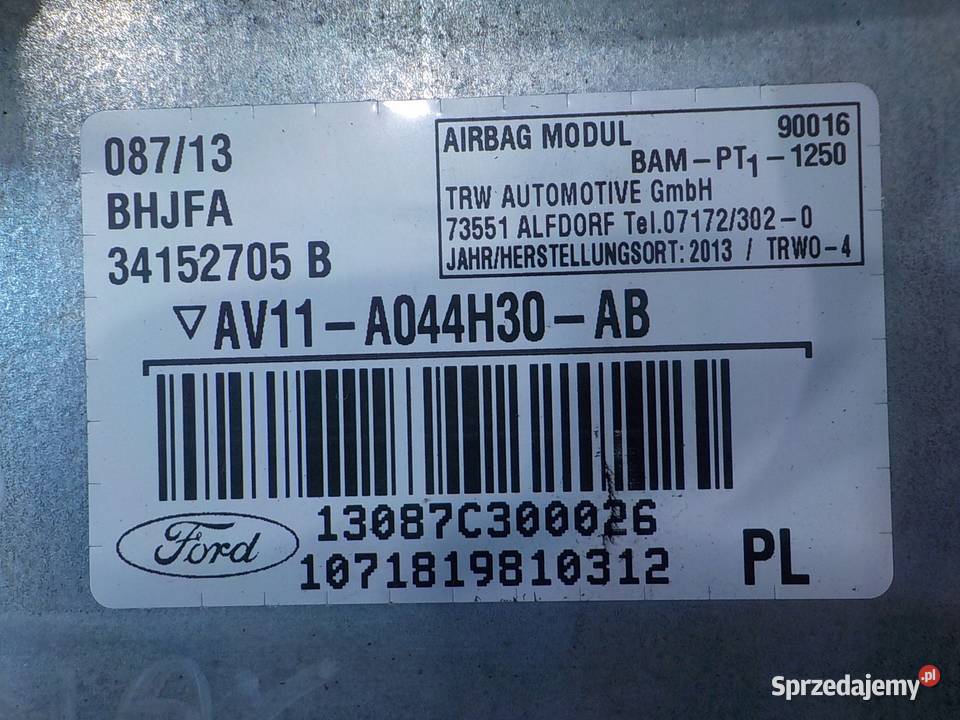 087/13
BHJFA
34152705 B
AIRBAG MODUL 90016
BAM-PT1-1250
TRW AUTOMOTIVE GmbH
73551 ALFDORF Tel.07172/302-0
JAHR/HERSTELLUNGSORT: 2013 / TRWO-4
▽AV11-A044H30-AB
13087C300026
Ford
1071819810312
PL
Sprzedajemy.pl